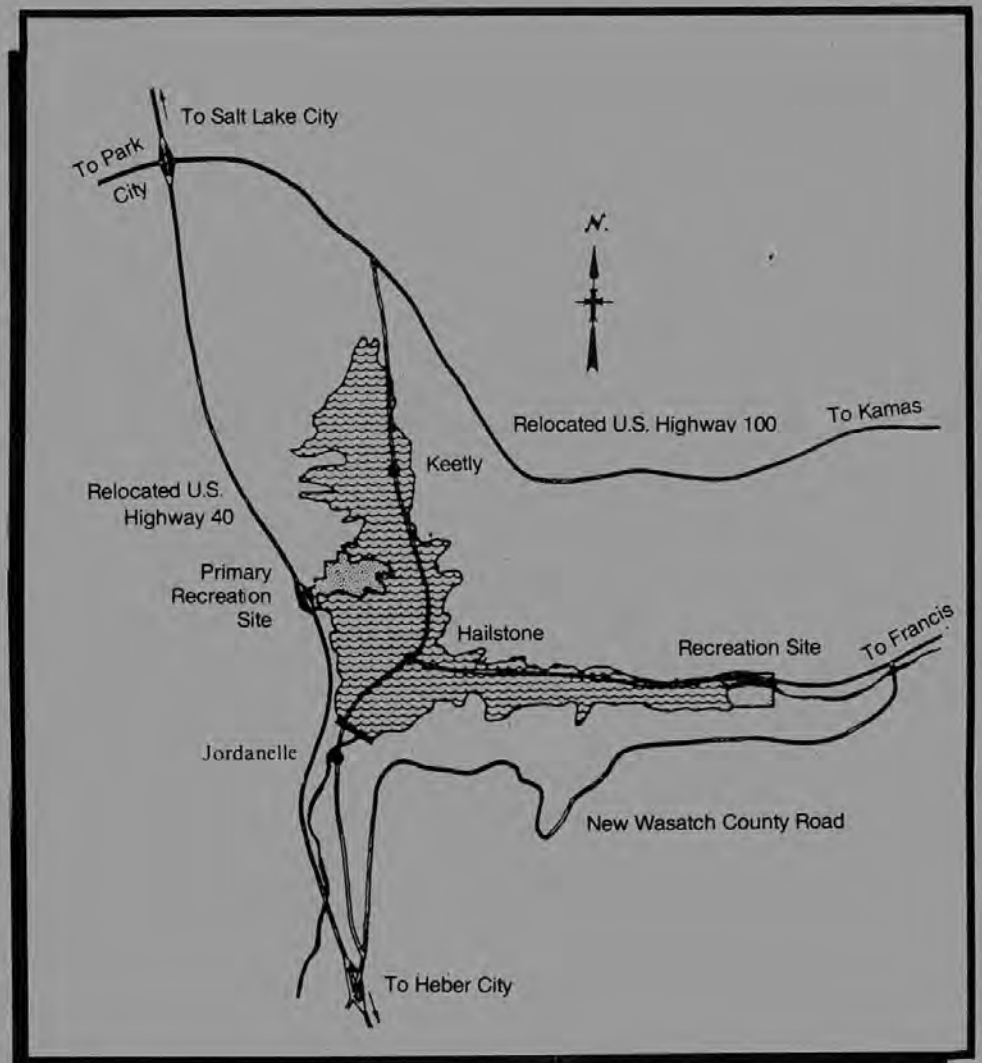 To Salt Lake City
To Park
City
N.
Relocated U.S. Highway 100
To Kamas
Keetly
Relocated U.S.
Highway 40
Primary
Recreation
Site
Hailstone
Recreation Site
To Francis
Jordanelle
New Wasatch County Road
To Heber City